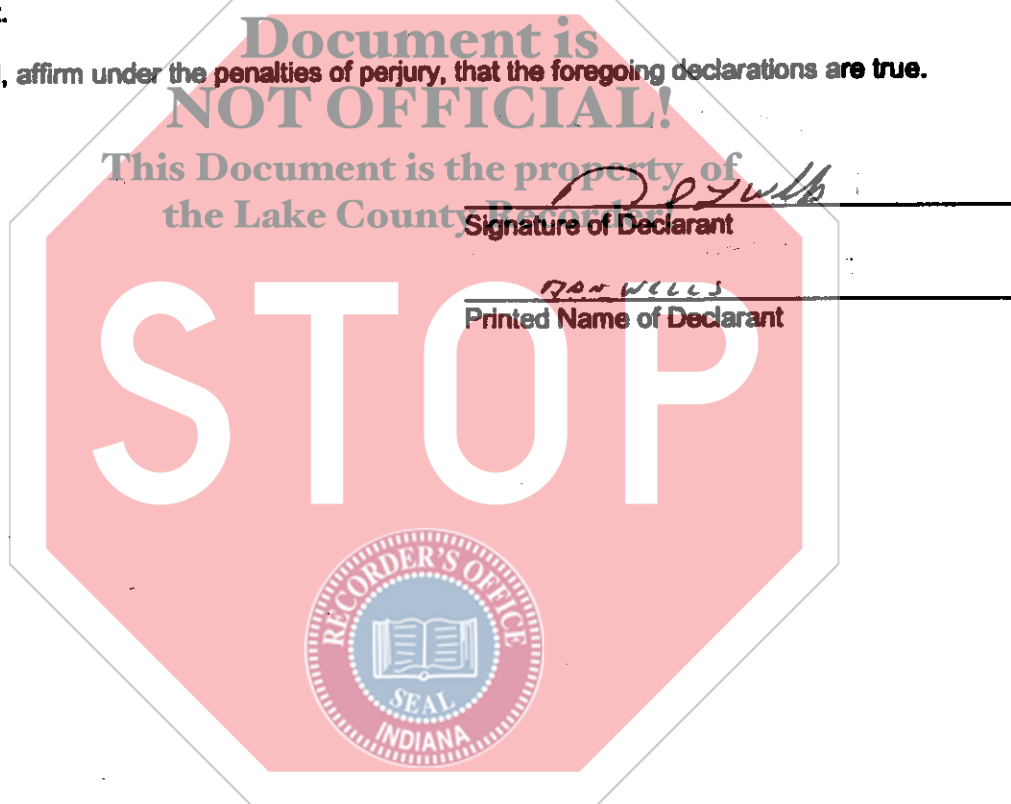 t.
Document is
, affirm under the penalties of perjury, that the foregoing declarations are true.
NOT OFFICIAL!
This Document is the property of
the Lake County Recorder!
Signature of Declarant
DAN WELLS
Printed Name of Declarant
STOP
RECORDER'S OFFICE
SEAL
INDIANA